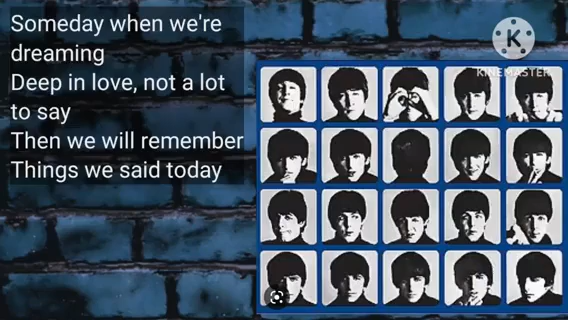 Someday when we're
dreaming
Deep in love, not a lot
to say
Then we will remember
Things we said today
K
KINEMASTER